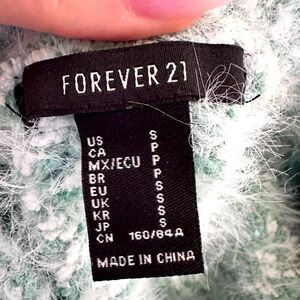 FOREVER 21
US S
CA P
MX/ECU P
BR P
EU S
UK S
KR S
JP S
CN 160/84A
MADE IN CHINA